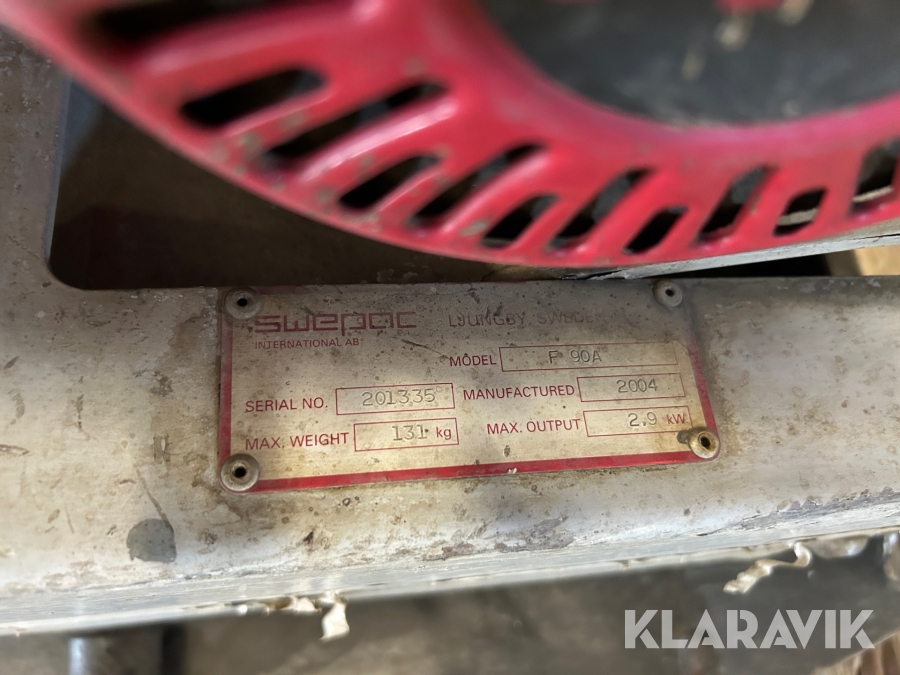 swepac LJUNGBY, SWEDEN
INTERNATIONAL AB
MODEL F 90A
SERIAL NO. 201335 MANUFACTURED 2004
MAX. WEIGHT 131 kg MAX. OUTPUT 2.9 kW
KLARAVIK